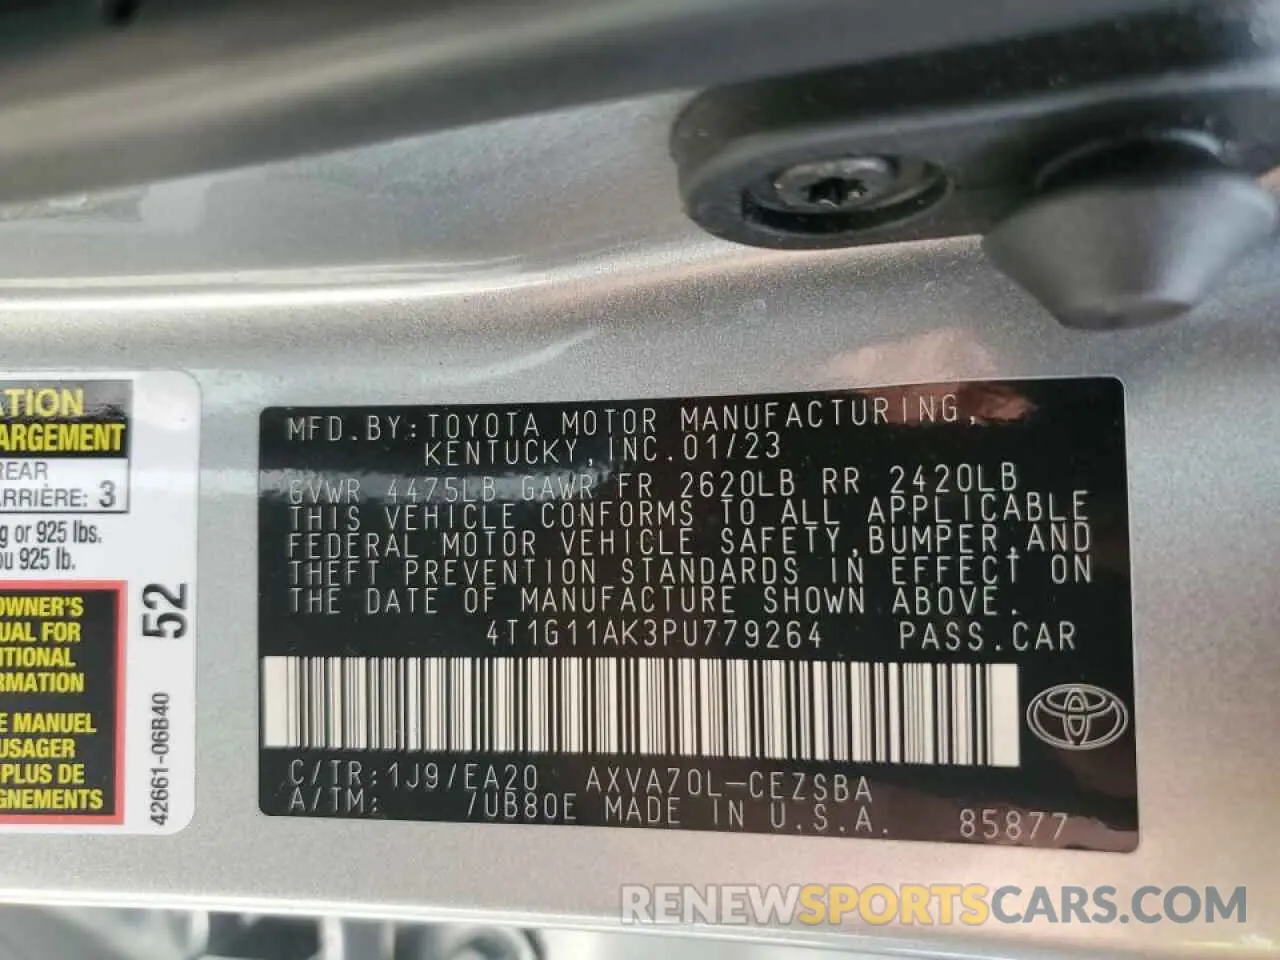 ATION
ARGEMENT
REAR
ARRIÈRE: 3
g or 925 lbs.
ou 925 lb.
OWNER'S
UAL FOR
ITIONAL
RMATION
E MANUEL
USAGER
PLUS DE
GNEMENTS
52
42661-06B40
MFD.BY:TOYOTA MOTOR MANUFACTURING,
KENTUCKY,INC.01/23
GVWR 4475LB GAWR FR 2620LB RR 2420LB
THIS VEHICLE CONFORMS TO ALL APPLICABLE
FEDERAL MOTOR VEHICLE SAFETY,BUMPER,AND
THEFT PREVENTION STANDARDS IN EFFECT ON
THE DATE OF MANUFACTURE SHOWN ABOVE.
4T1G11AK3PU779264 PASS.CAR
C/TR:1J9/EA20 AXVA70L-CEZSBA
A/TM: /UB80E MADE IN U.S.A. 85877
RENEWSPORTSCARS.COM